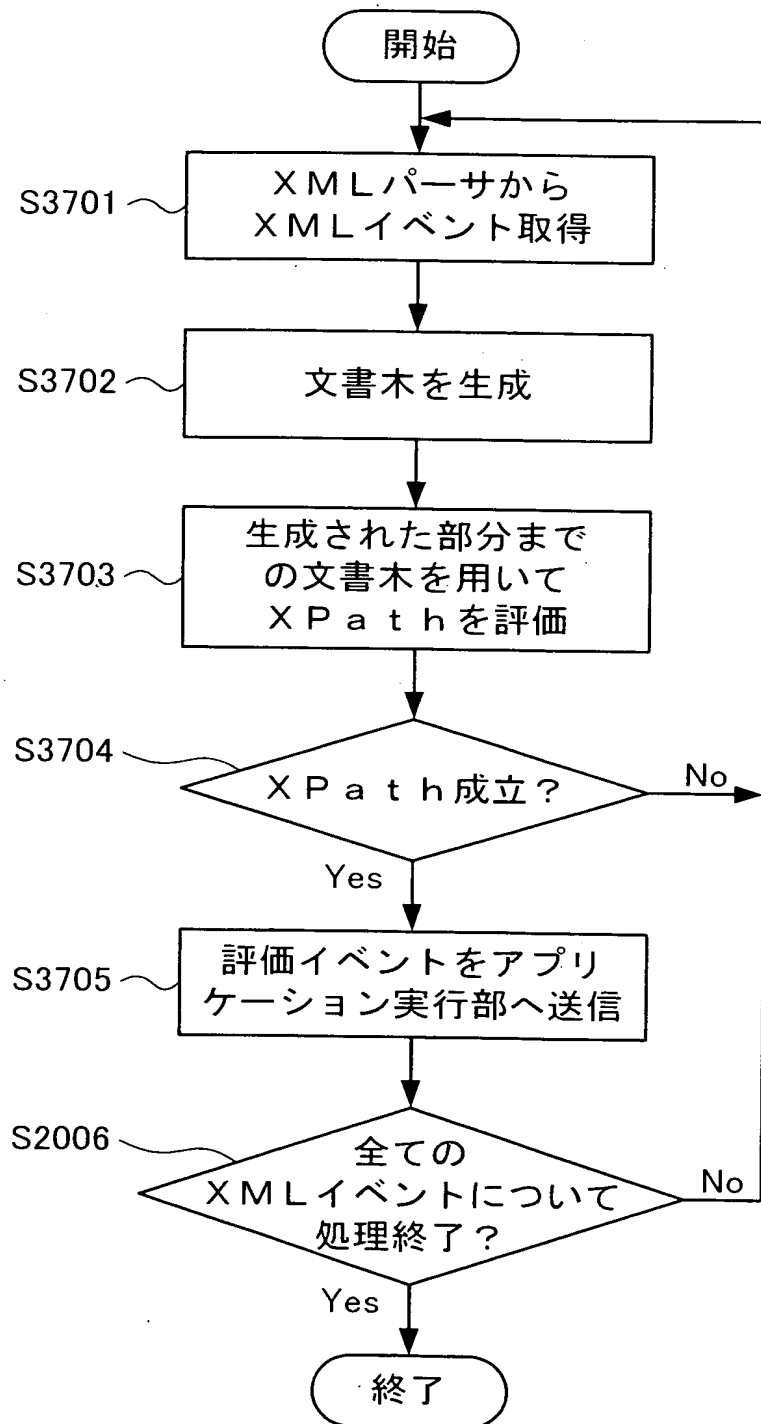 開始
S3701
XMLパーサから
XMLイベント取得
S3702
文書木を生成
S3703
生成された部分まで
の文書木を用いて
XPathを評価
S3704
XPath成立?
No
Yes
S3705
評価イベントをアプリ
ケーション実行部へ送信
S2006
全ての
XMLイベントについて
処理終了?
No
Yes
終了